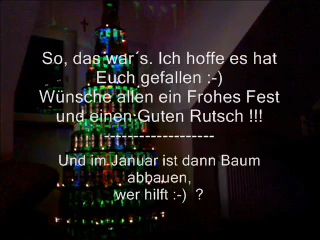 So, das war´s. Ich hoffe es hat
Euch gefallen :-)
Wünsche allen ein Frohes Fest
und einen Guten Rutsch !!!
-------------------
Und im Januar ist dann Baum
abbauen,
wer hilft :-)  ?